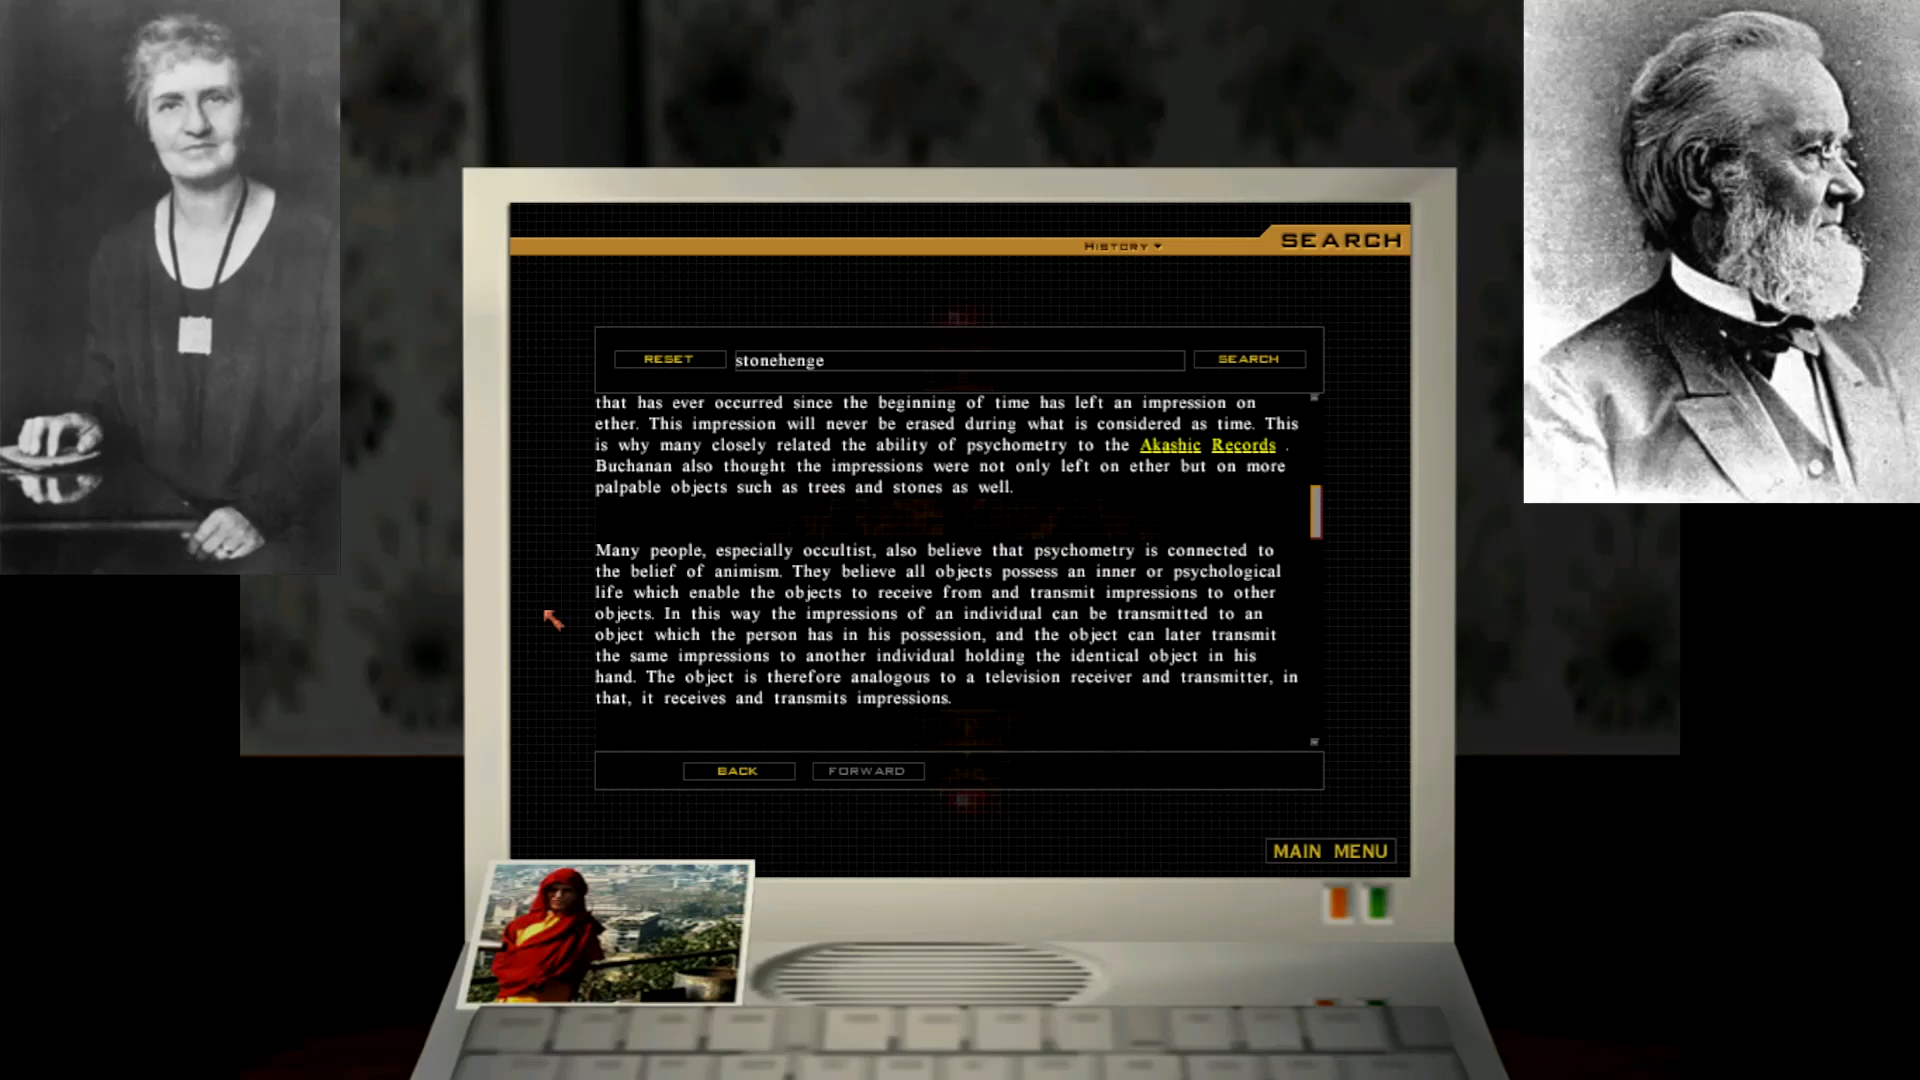 HISTORY
SEARCH
RESET
stonehenge
SEARCH
that has ever occurred since the beginning of time has left an impression on
ether. This impression will never be erased during what is considered as time. This
is why many closely related the ability of psychometry to the Akashic Records .
Buchanan also thought the impressions were not only left on ether but on more
palpable objects such as trees and stones as well.
Many people, especially occultist, also believe that psychometry is connected to
the belief of animism. They believe all objects possess an inner or psychological
life which enable the objects to receive from and transmit impressions to other
objects. In this way the impressions of an individual can be transmitted to an
object which the person has in his possession, and the object can later transmit
the same impressions to another individual holding the identical object in his
hand. The object is therefore analogous to a television receiver and transmitter, in
that, it receives and transmits impressions.
BACK
FORWARD
MAIN MENU